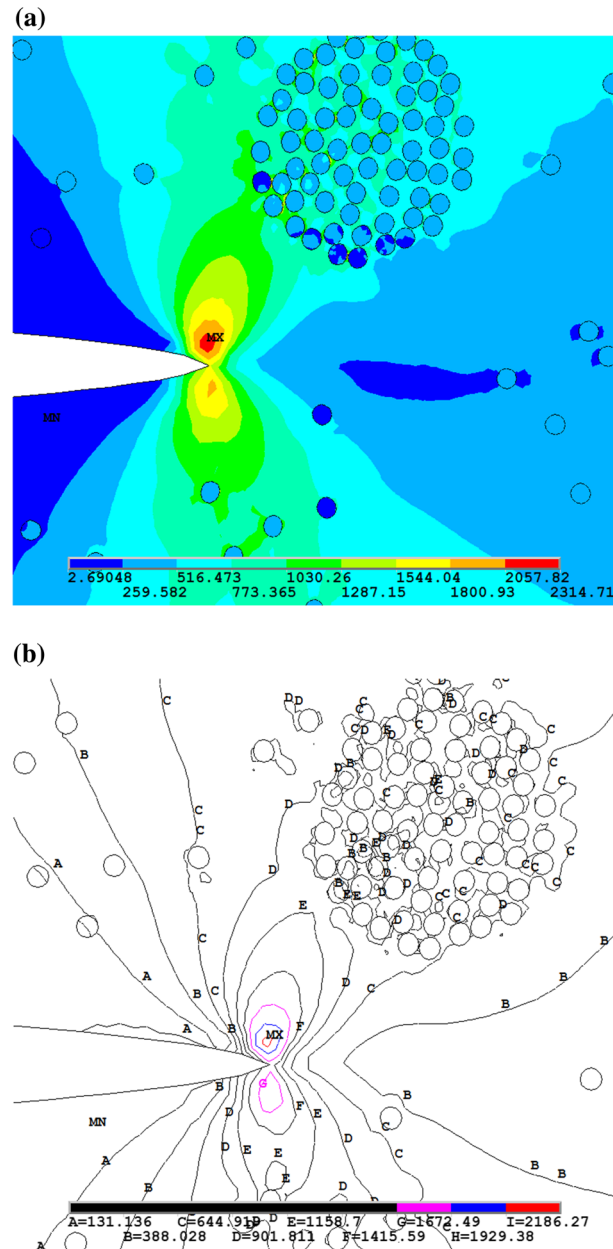 (a)
MX
MN
2.69048 516.473 1030.26 1544.04 2057.82
259.582 773.365 1287.15 1800.93 2314.71
(b)
D
C D B D
D D C C D C E D C C C
B C D D C
D B D E C
C D C B
C D D C
D B E D C
A B B C C
D D
B E E D C C C C
E D
C B
A B C D C B
A B F B
MX
G
B B
MN D F E C
D E E D C
A B E D B B
A D D D C B
A=131.136 C=644.919 E=1158.7 G=1672.49 I=2186.27
B=388.028 D=901.811 F=1415.59 H=1929.38